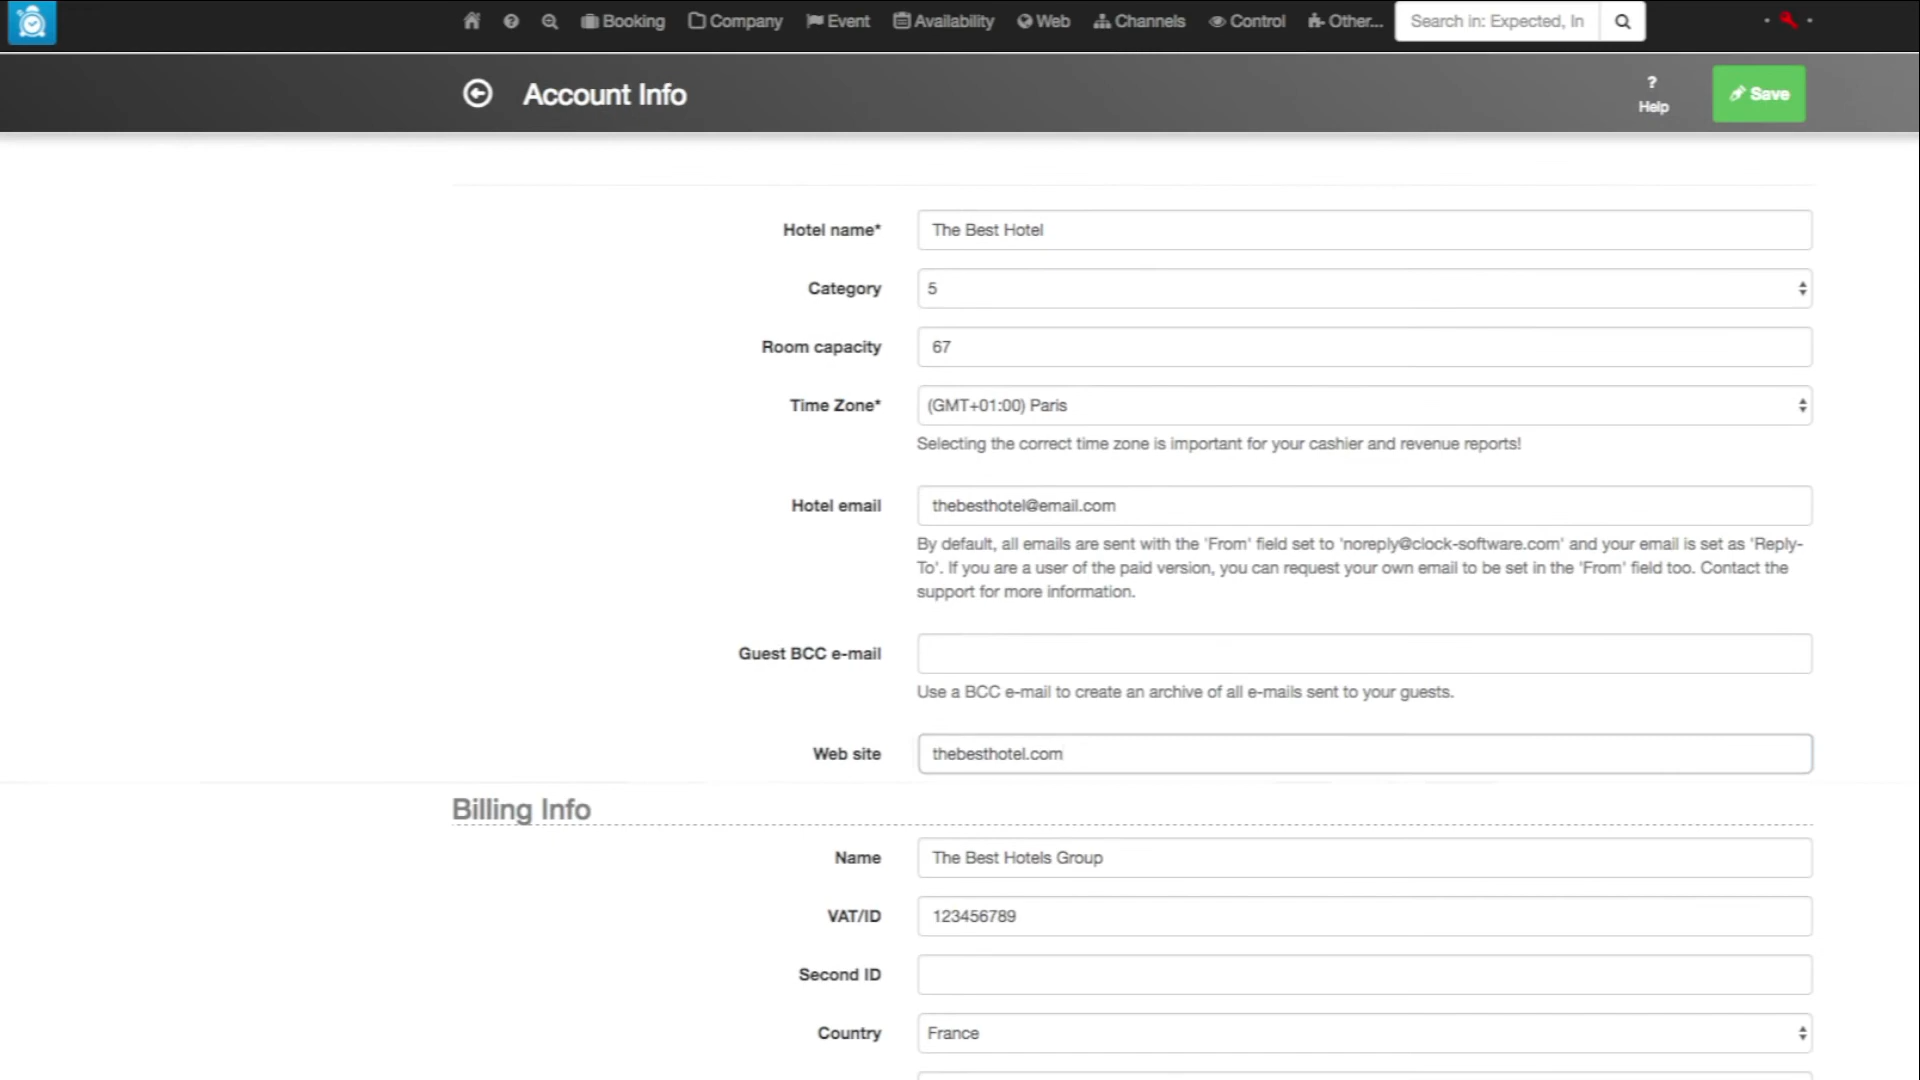 Booking Company Event Availability Web Channels Control Other... Search in: Expected, In
Account Info
? Help
Save
Hotel name* The Best Hotel
Category 5
Room capacity 67
Time Zone* (GMT+01:00) Paris
Selecting the correct time zone is important for your cashier and revenue reports!
Hotel email thebesthotel@email.com
By default, all emails are sent with the 'From' field set to 'noreply@clock-software.com' and your email is set as 'Reply-
To'. If you are a user of the paid version, you can request your own email to be set in the 'From' field too. Contact the
support for more information.
Guest BCC e-mail
Use a BCC e-mail to create an archive of all e-mails sent to your guests.
Web site thebesthotel.com
Billing Info
Name The Best Hotels Group
VAT/ID 123456789
Second ID
Country France